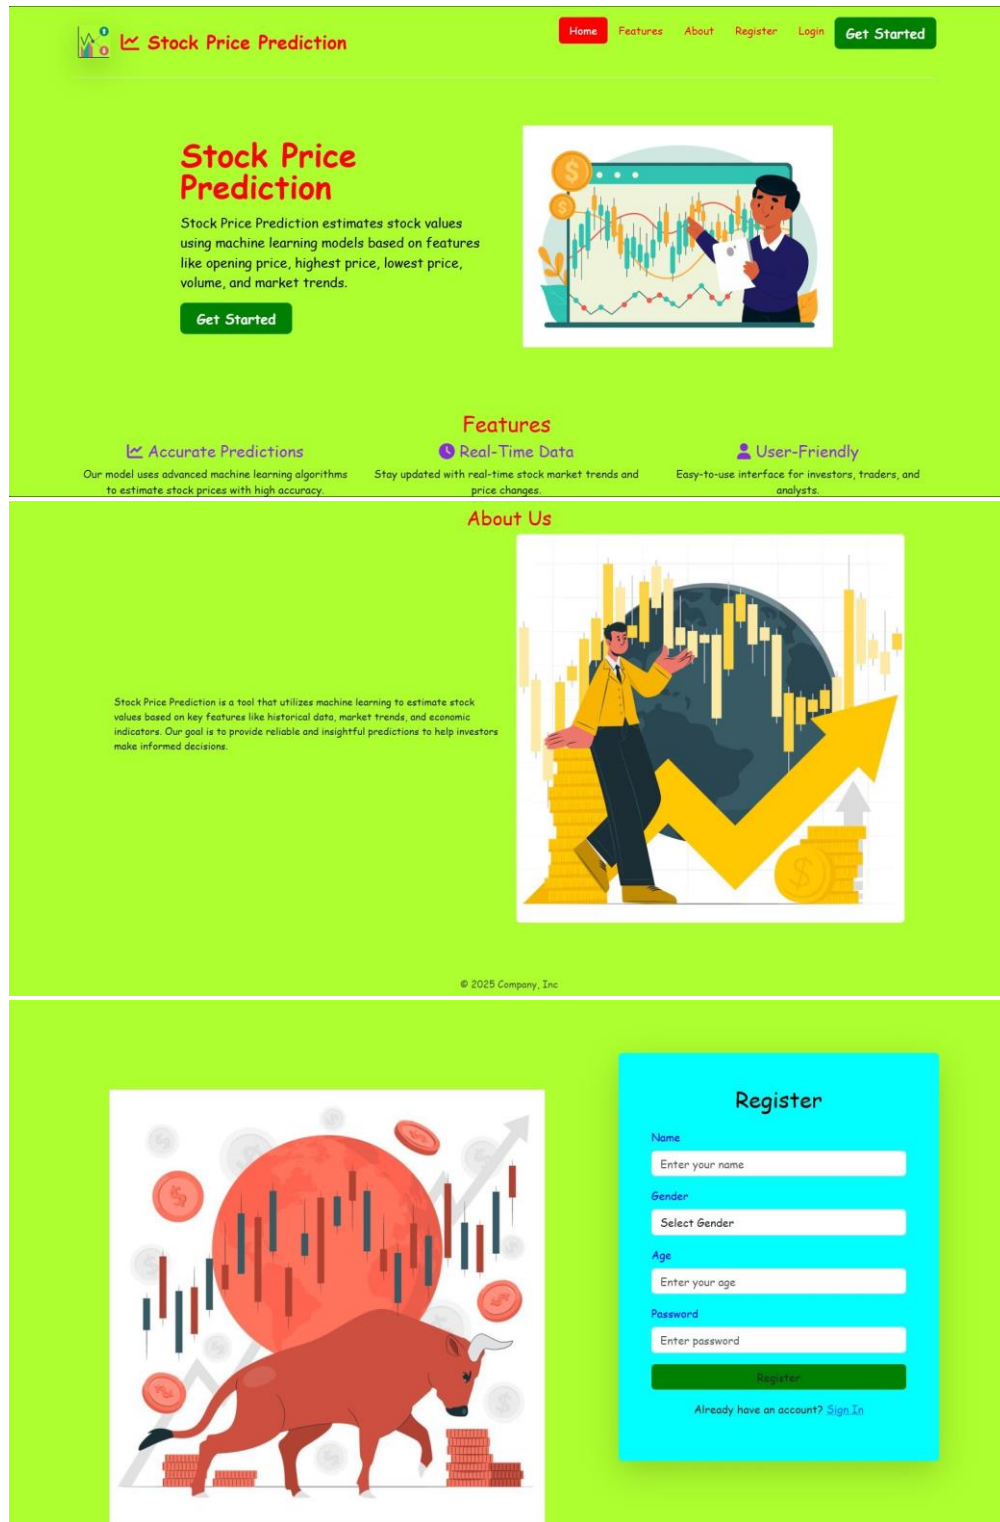 Stock Price Prediction
Home Features About Register Login Get Started
Stock Price
Prediction
Stock Price Prediction estimates stock values
using machine learning models based on features
like opening price, highest price, lowest price,
volume, and market trends.
Get Started
Features
Accurate Predictions
Our model uses advanced machine learning algorithms
to estimate stock prices with high accuracy.
Real-Time Data
Stay updated with real-time stock market trends and
price changes.
User-Friendly
Easy-to-use interface for investors, traders, and
analysts.
About Us
Stock Price Prediction is a tool that utilizes machine learning to estimate stock
values based on key features like historical data, market trends, and economic
indicators. Our goal is to provide reliable and insightful predictions to help investors
make informed decisions.
© 2025 Company, Inc
Register
Name
Enter your name
Gender
Select Gender
Age
Enter your age
Password
Enter password
Register
Already have an account? Sign In